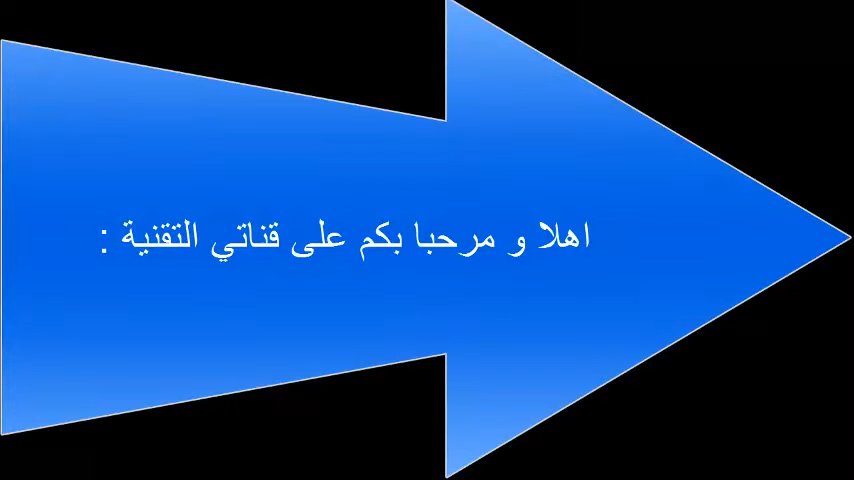 اهلا و مرحبا بكم على قناتي التقنية :